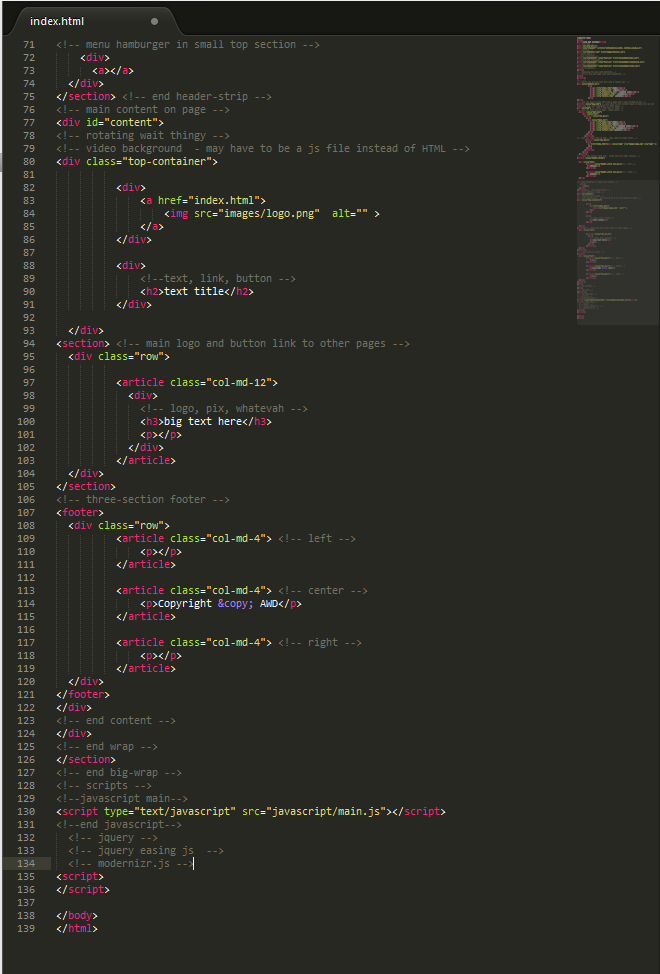 index.html
71 <!-- menu hamburger in small top section -->
72 <div>
73 <a></a>
74 </div>
75 </section> <!-- end header-strip -->
76 <!-- main content on page -->
77 <div id="content">
78 <!-- rotating wait thingy -->
79 <!-- video background  - may have to be a js file instead of HTML -->
80 <div class="top-container">
81
82 <div>
83 <a href="index.html">
84 <img src="images/logo.png"  alt="" >
85 </a>
86 </div>
87
88 <div>
89 <!--text, link, button -->
90 <h2>text title</h2>
91 </div>
92
93 </div>
94 <section> <!-- main logo and button link to other pages -->
95 <div class="row">
96
97 <article class="col-md-12">
98 <div>
99 <!-- logo, pix, whatevah -->
100 <h3>big text here</h3>
101 <p></p>
102 </div>
103 </article>
104 </div>
105 </section>
106 <!-- three-section footer -->
107 <footer>
108 <div class="row">
109 <article class="col-md-4"> <!-- left -->
110 <p></p>
111 </article>
112
113 <article class="col-md-4"> <!-- center -->
114 <p>Copyright &copy; AWD</p>
115 </article>
116
117 <article class="col-md-4"> <!-- right -->
118 <p></p>
119 </article>
120 </div>
121 </footer>
122 </div>
123 <!-- end content -->
124 </div>
125 <!-- end wrap -->
126 </section>
127 <!-- end big-wrap -->
128 <!-- scripts -->
129 <!--javascript main-->
130 <script type="text/javascript" src="javascript/main.js"></script>
131 <!--end javascript-->
132 <!-- jquery -->
133 <!-- jquery easing js  -->
134 <!-- modernizr.js -->
135 <script>
136 </script>
137
138 </body>
139 </html>